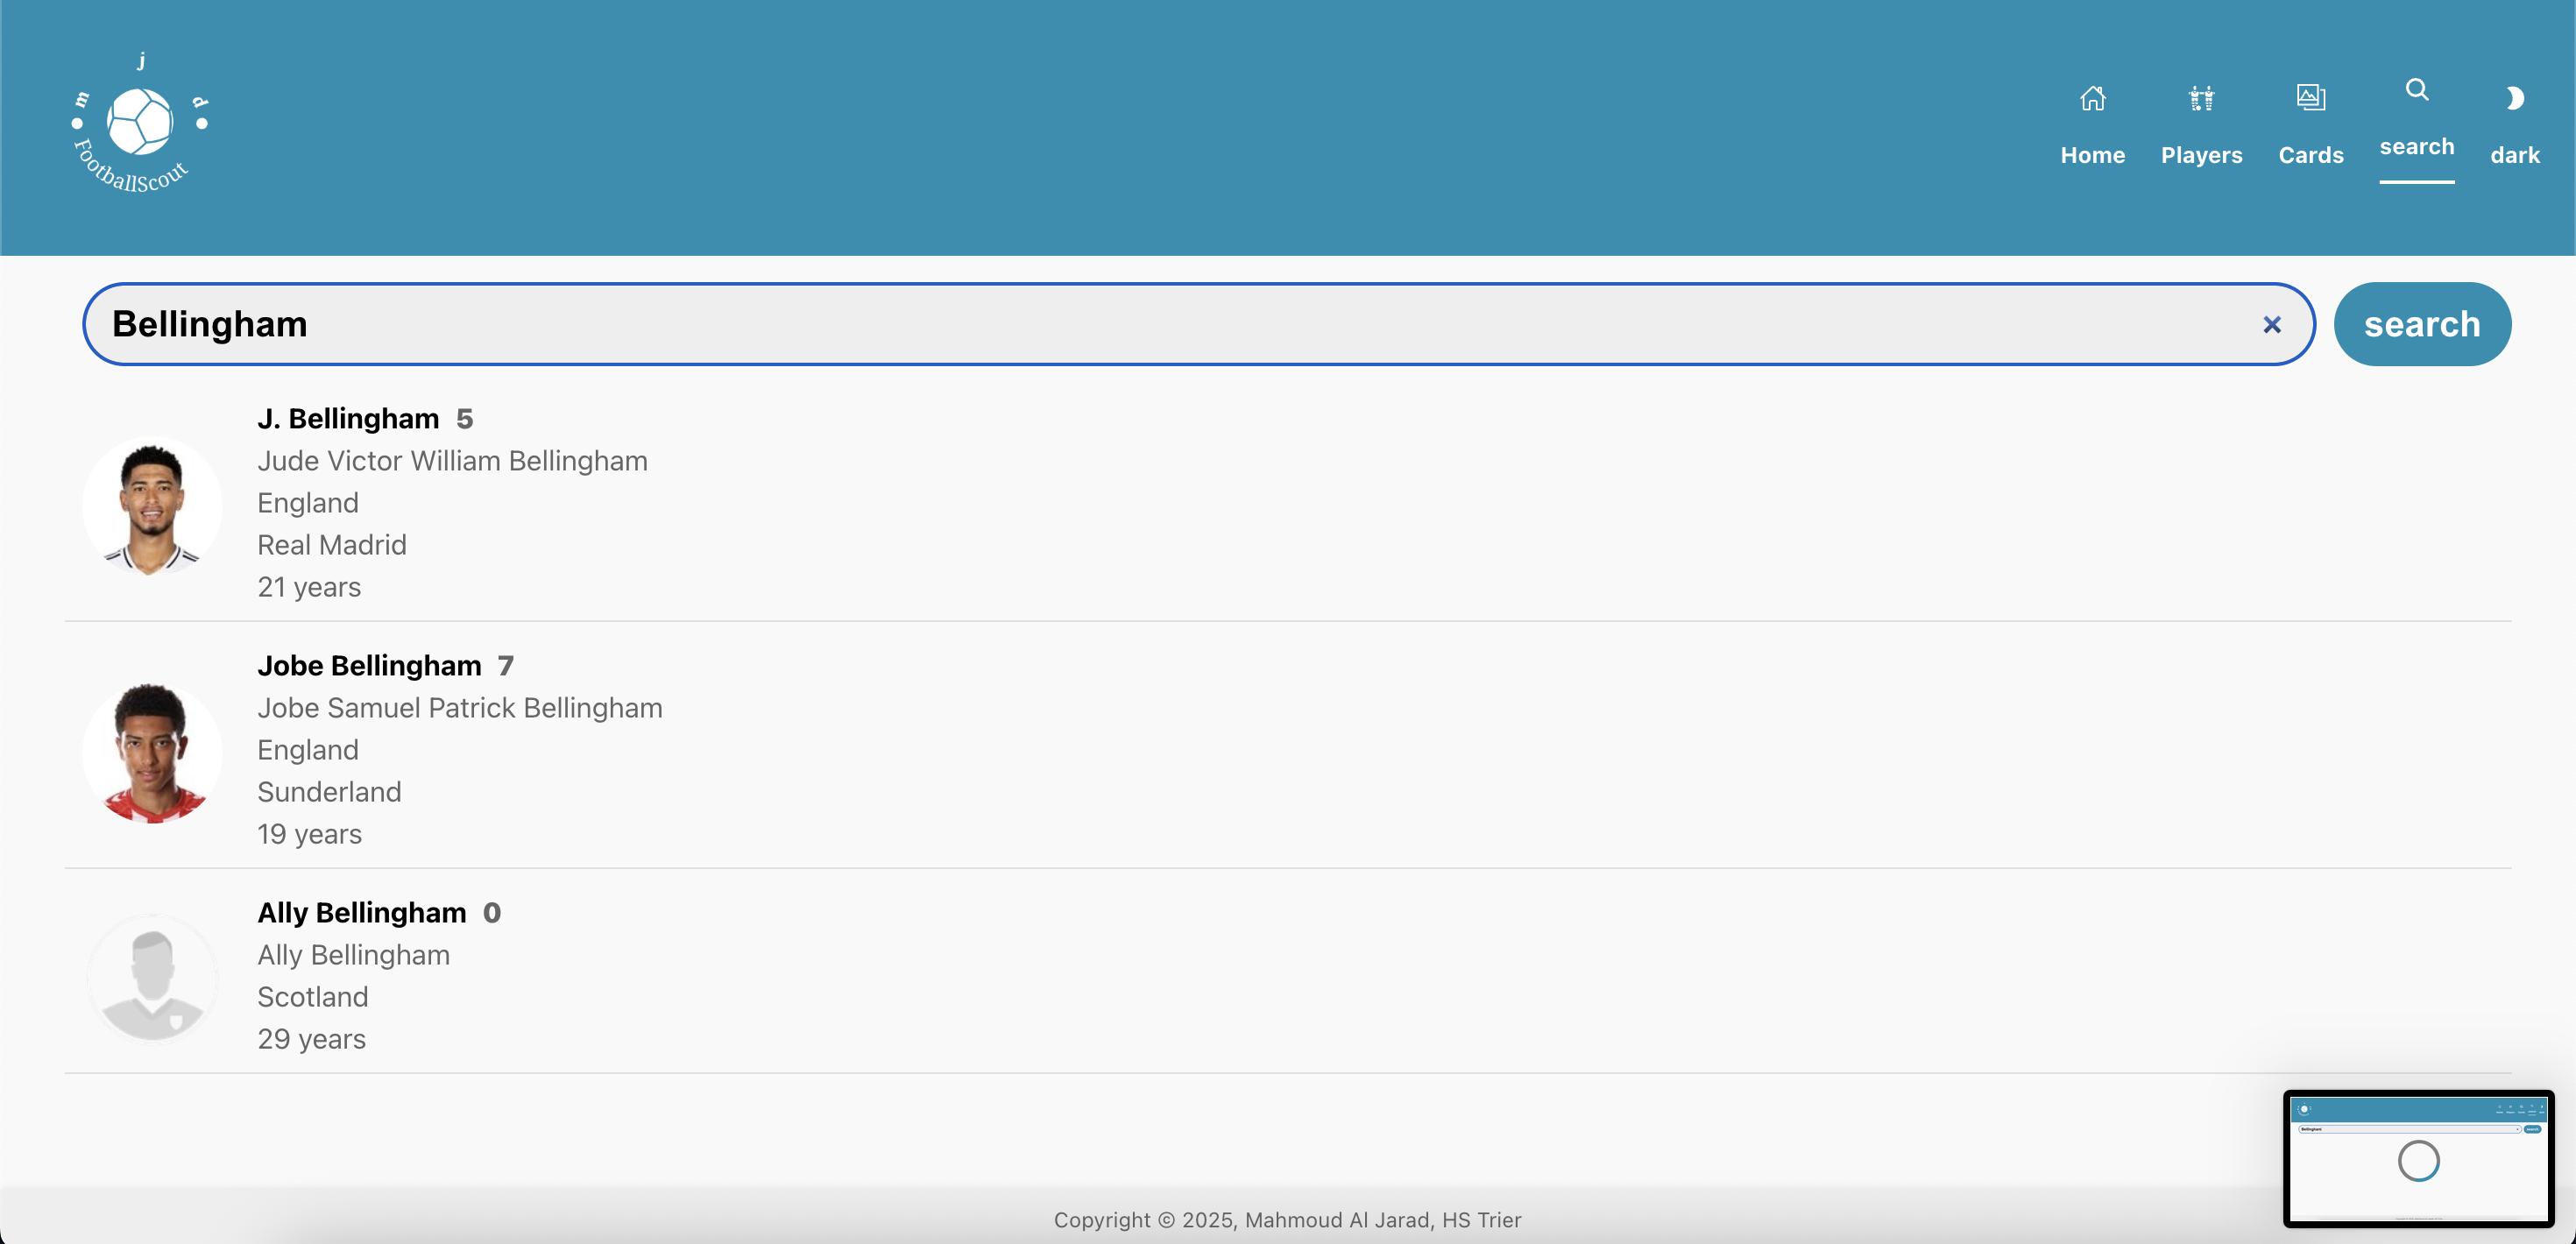 m j d
FootballScout
Home
Players
Cards
search
dark
Bellingham
×
search
J. Bellingham 5
Jude Victor William Bellingham
England
Real Madrid
21 years
Jobe Bellingham 7
Jobe Samuel Patrick Bellingham
England
Sunderland
19 years
Ally Bellingham 0
Ally Bellingham
Scotland
29 years
Bellingham
search
Copyright © 2025, Mahmoud Al Jarad, HS Trier